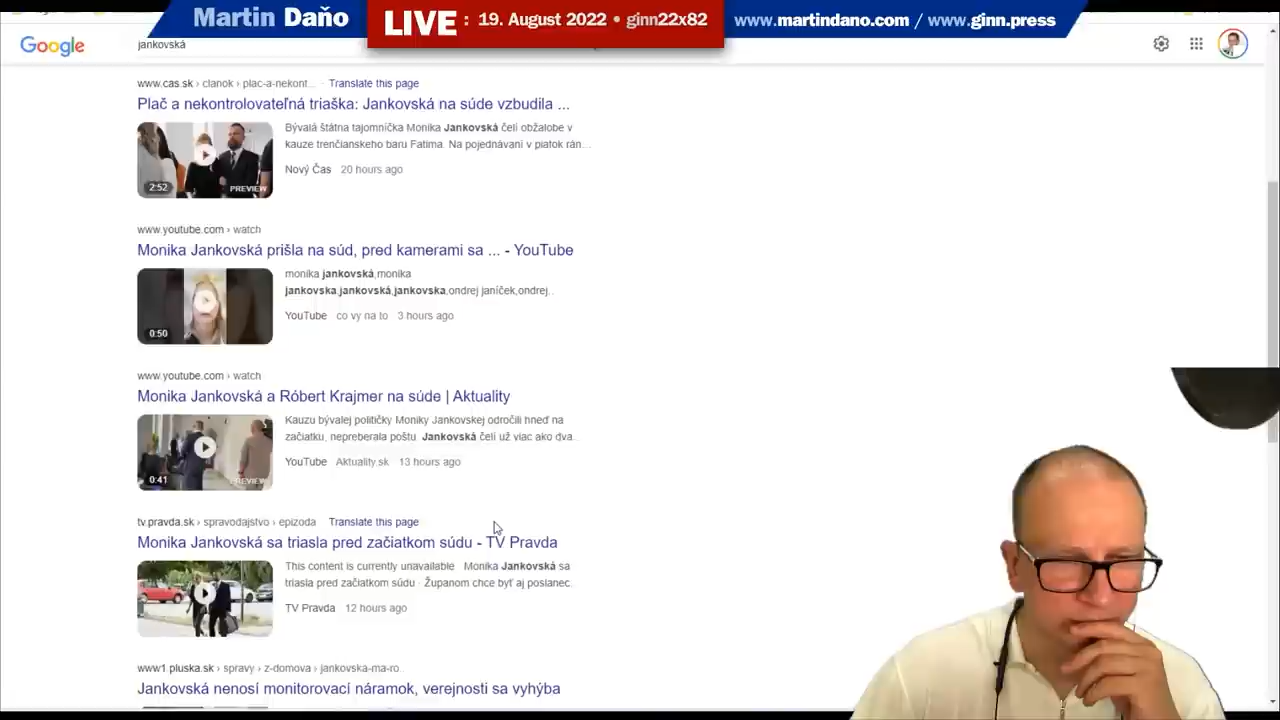 Martin Daňo
LIVE : 19. August 2022 • ginn22x82
www.martindano.com / www.ginn.press
Google
jankovská
www.cas.sk › clanok › plac-a-nekont... · Translate this page
Plač a nekontrolovateľná triaška: Jankovská na súde vzbudila ...
2:52
PREVIEW
Bývalá štátna tajomníčka Monika Jankovská čelí obžalobe v
kauze trenčianskeho baru Fatima. Na pojednávaní v piatok rán...
Nový Čas 20 hours ago
www.youtube.com › watch
Monika Jankovská prišla na súd, pred kamerami sa ... - YouTube
0:50
monika jankovská,monika
jankovska,jankovská,jankovska,ondrej janíček,ondrej..
YouTube co vy na to 3 hours ago
www.youtube.com › watch
Monika Jankovská a Róbert Krajmer na súde | Aktuality
0:41
PREVIEW
Kauzu bývalej političky Moniky Jankovskej odročili hneď na
začiatku, nepreberala poštu. Jankovská čelí už viac ako dva..
YouTube Aktuality.sk 13 hours ago
tv.pravda.sk › spravodajstvo › epizoda Translate this page
Monika Jankovská sa triasla pred začiatkom súdu - TV Pravda
This content is currently unavailable Monika Jankovská sa
triasla pred začiatkom súdu · Županom chce byť aj poslanec.
TV Pravda 12 hours ago
www1.pluska.sk › spravy › z-domova › jankovska-ma-ro..
Jankovská nenosí monitorovací náramok, verejnosti sa vyhýba